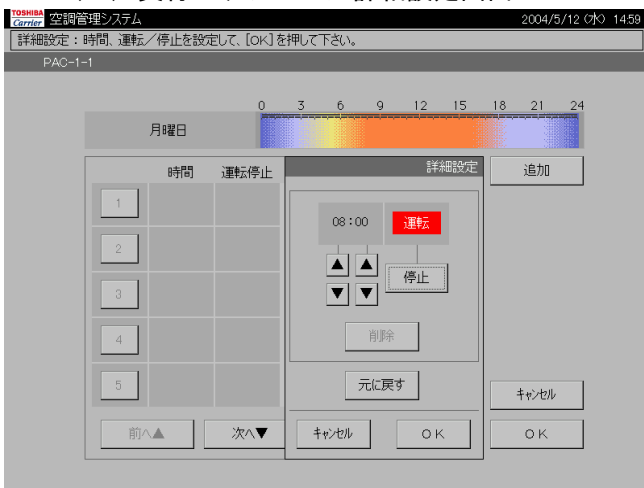 TOSHIBA
Carrier 空調管理システム 2004/5/12 (水) 14:59
詳細設定：時間、運転／停止を設定して、[OK]を押して下さい。
PAC-1-1
0 3 6 9 12 15 18 21 24
月曜日
時間 運転停止 詳細設定 追加
1
08:00 運転
2
▲ ▲ 停止
3
▼ ▼
4
削除
5
元に戻す
ｷｬﾝｾﾙ
前へ▲ 次へ▼ ｷｬﾝｾﾙ ＯＫ ＯＫ